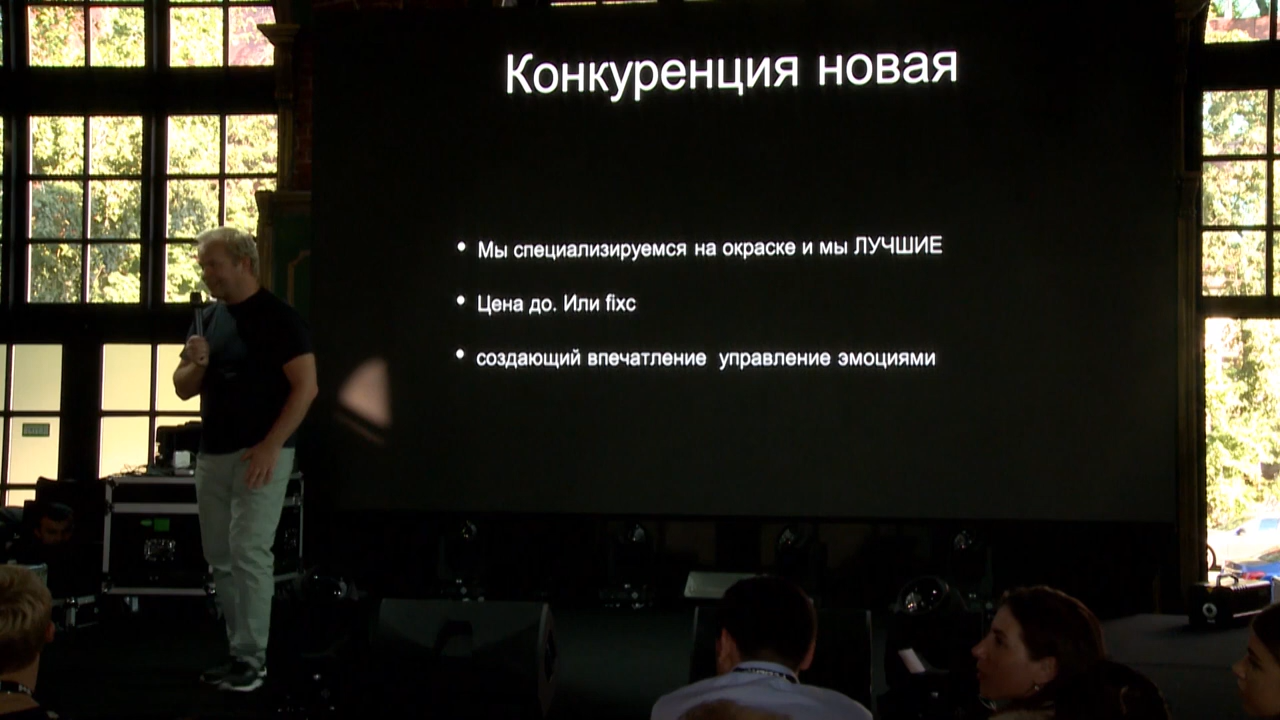 Конкуренция новая
• Мы специализируемся на окраске и мы ЛУЧШИЕ
• Цена до. Или fixc
• создающий впечатление управление эмоциями